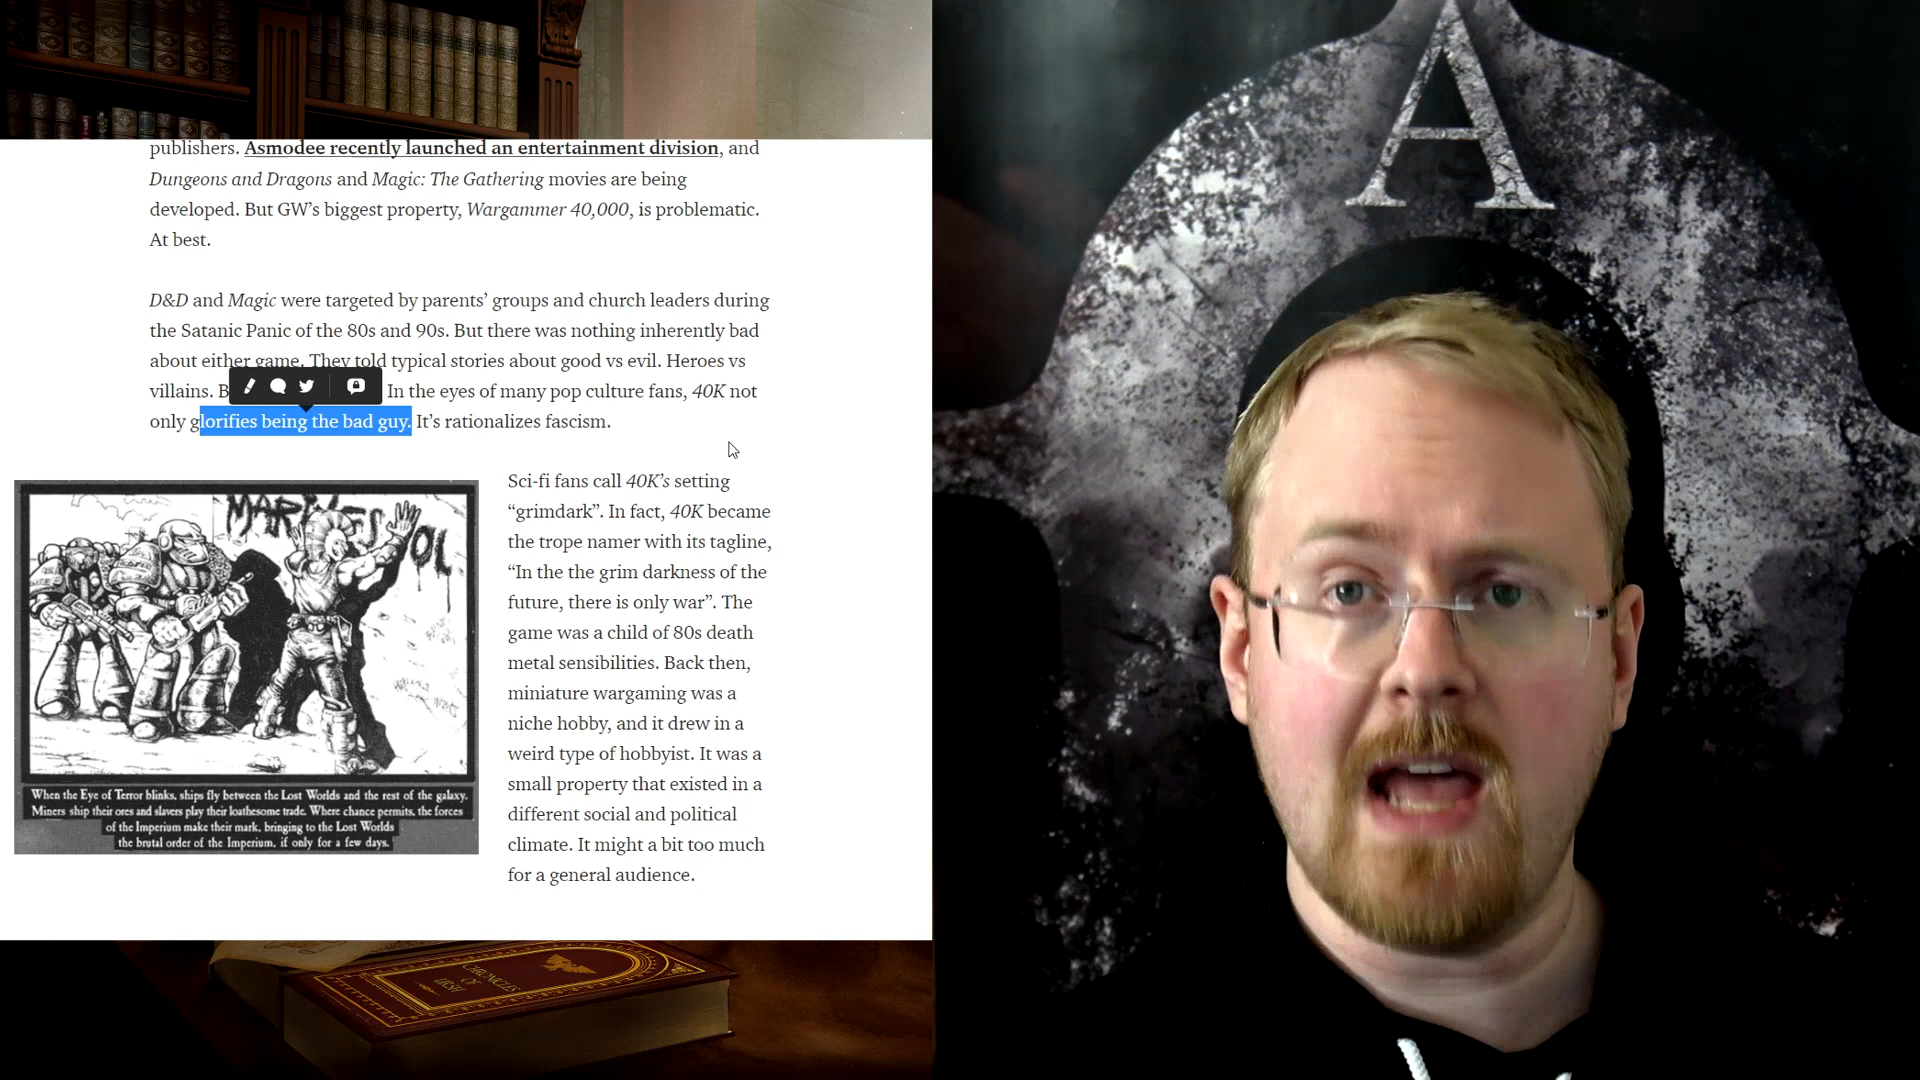 publishers. Asmodee recently launched an entertainment division, and
Dungeons and Dragons and Magic: The Gathering movies are being
developed. But GW’s biggest property, Wargammer 40,000, is problematic.
At best.
D&D and Magic were targeted by parents’ groups and church leaders during
the Satanic Panic of the 80s and 90s. But there was nothing inherently bad
about either game. They told typical stories about good vs evil. Heroes vs
villains. B In the eyes of many pop culture fans, 40K not
only glorifies being the bad guy. It’s rationalizes fascism.
MARINES
Sci-fi fans call 40K’s setting
“grimdark”. In fact, 40K became
the trope namer with its tagline,
“In the the grim darkness of the
future, there is only war”. The
game was a child of 80s death
metal sensibilities. Back then,
miniature wargaming was a
niche hobby, and it drew in a
weird type of hobbyist. It was a
small property that existed in a
different social and political
climate. It might a bit too much
for a general audience.
When the Eye of Terror blinks, ships fly between the Lost Worlds and the rest of the galaxy.
Miners ship their ores and slavers play their loathesome trade. Where chance permits, the forces
of the Imperium make their mark, bringing to the Lost Worlds
the brutal order of the Imperium, if only for a few days.
CHRONICLES
OF
URSH
A